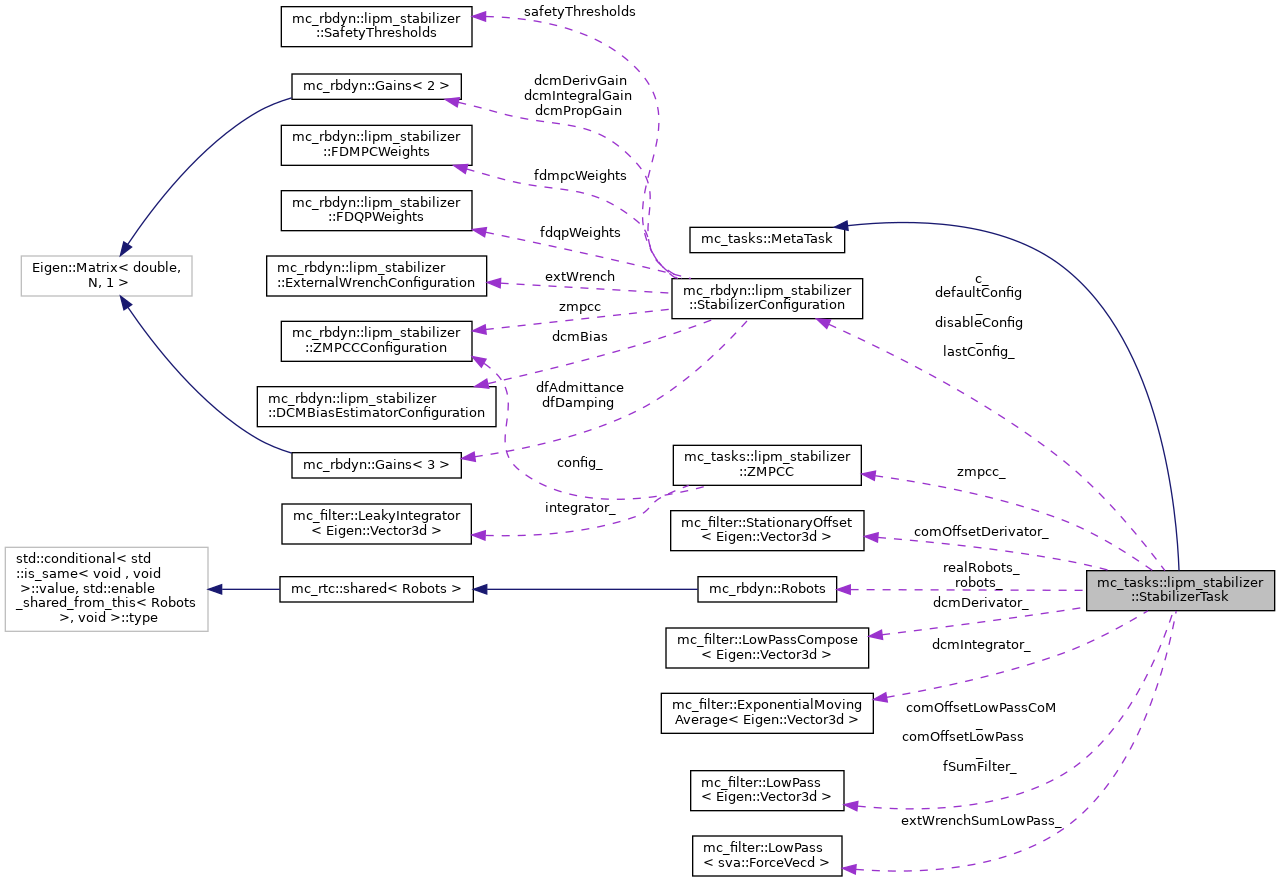 safetyThresholds
mc_rbdyn::lipm_stabilizer
::SafetyThresholds
mc_rbdyn::Gains< 2 >
dcmDerivGain
dcmIntegralGain
dcmPropGain
mc_rbdyn::lipm_stabilizer
::FDMPCWeights
fdmpcWeights
mc_rbdyn::lipm_stabilizer
::FDQPWeights
fdqpWeights
mc_tasks::MetaTask
Eigen::Matrix< double,
N, 1 >
mc_rbdyn::lipm_stabilizer
::ExternalWrenchConfiguration
extWrench
mc_rbdyn::lipm_stabilizer
::StabilizerConfiguration
c_
defaultConfig
_
disableConfig
_
lastConfig_
zmpcc
mc_rbdyn::lipm_stabilizer
::ZMPCCConfiguration
dcmBias
mc_rbdyn::lipm_stabilizer
::DCMBiasEstimatorConfiguration
dfAdmittance
dfDamping
mc_rbdyn::Gains< 3 >
config_
mc_tasks::lipm_stabilizer
::ZMPCC
zmpcc_
mc_filter::LeakyIntegrator
< Eigen::Vector3d >
integrator_
mc_filter::StationaryOffset
< Eigen::Vector3d >
comOffsetDerivator_
std::conditional< std
::is_same< void , void
 >::value, std::enable
_shared_from_this< Robots
 >, void >::type
mc_rtc::shared< Robots >
mc_rbdyn::Robots
realRobots_
robots_
mc_tasks::lipm_stabilizer
::StabilizerTask
dcmDerivator_
mc_filter::LowPassCompose
< Eigen::Vector3d >
dcmIntegrator_
mc_filter::ExponentialMoving
Average< Eigen::Vector3d >
comOffsetLowPassCoM
_
comOffsetLowPass
_
fSumFilter_
mc_filter::LowPass
< Eigen::Vector3d >
extWrenchSumLowPass_
mc_filter::LowPass
< sva::ForceVecd >